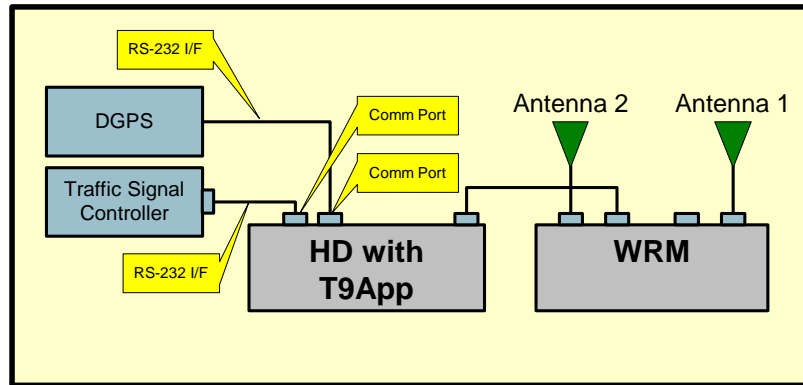 RS-232 I/F
DGPS
Comm Port
Antenna 2
Antenna 1
Traffic Signal
Controller
Comm Port
RS-232 I/F
HD with
T9App
WRM